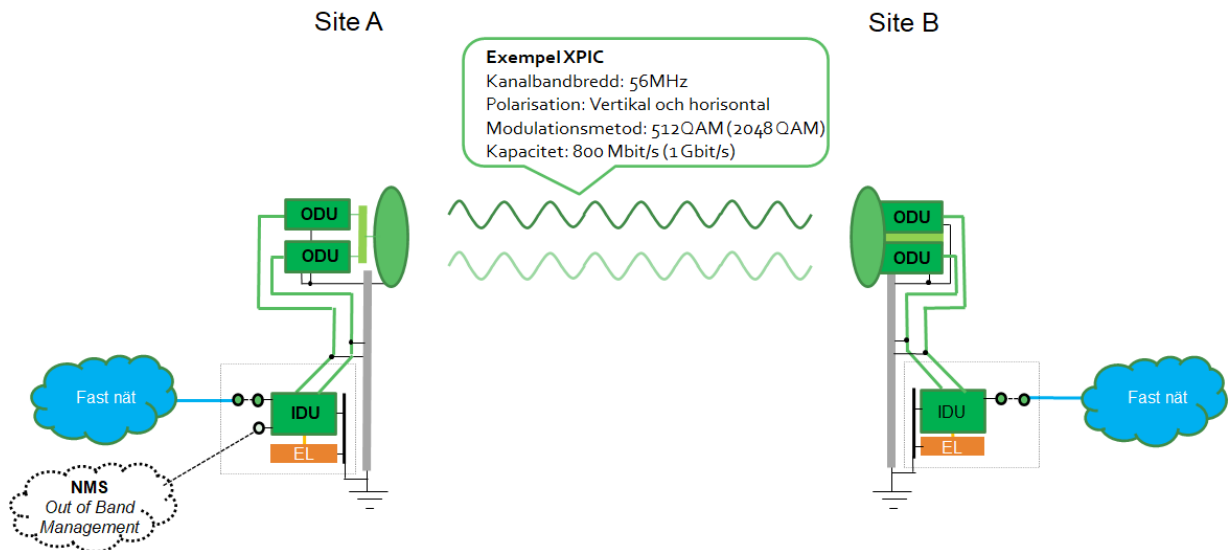 Site A
Site B
Exempel XPIC
Kanalbandbredd: 56MHz
Polarisation: Vertikal och horisontal
Modulationsmetod: 512QAM (2048 QAM)
Kapacitet: 800 Mbit/s (1 Gbit/s)
ODU
ODU
ODU
ODU
Fast nät
IDU
EL
NMS
Out of Band
Management
IDU
EL
Fast nät